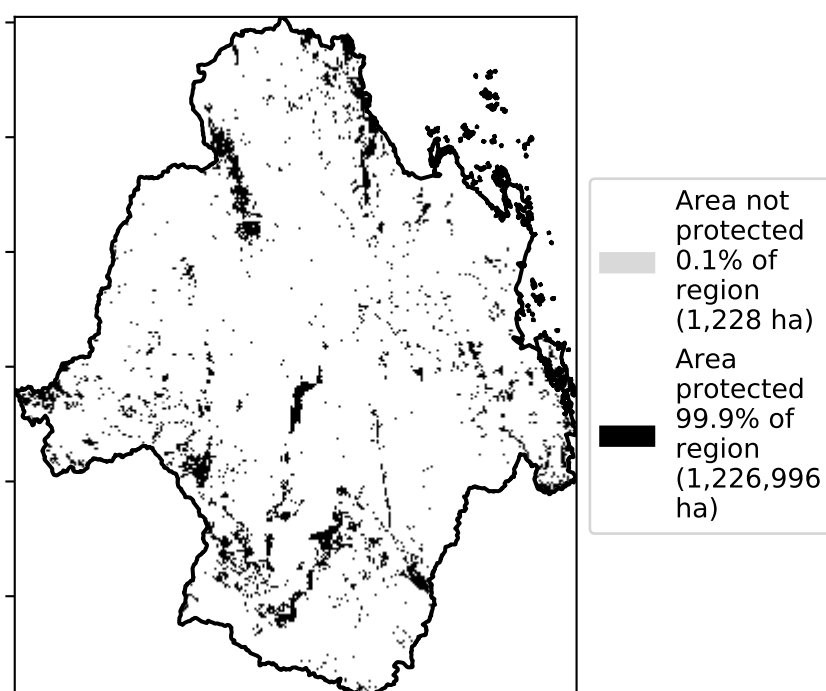 Area not
protected
0.1% of
region
(1,228 ha)
Area
protected
99.9% of
region
(1,226,996
ha)